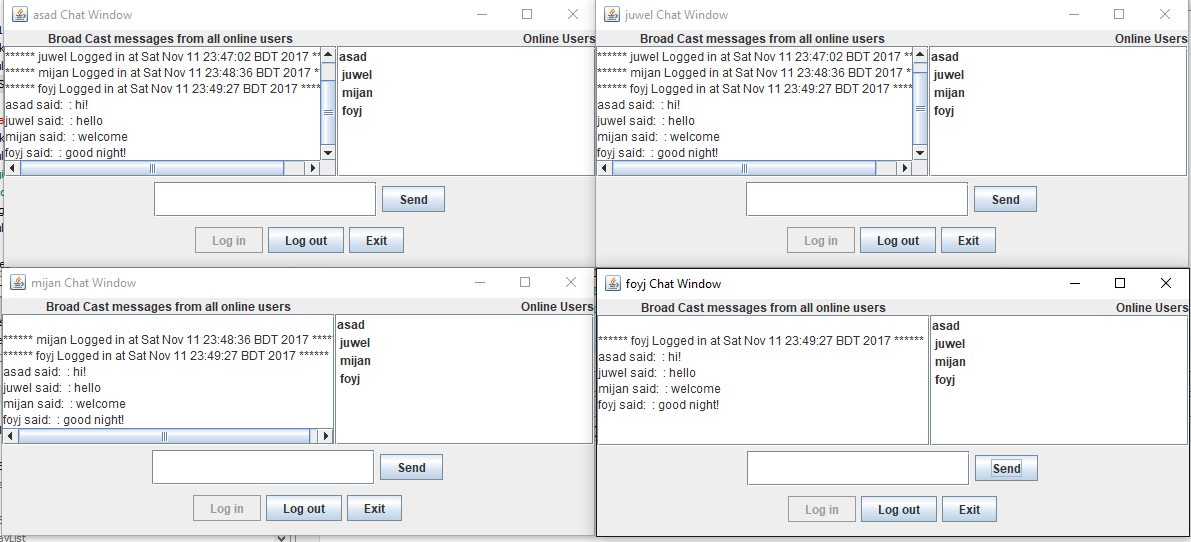 asad Chat Window
Broad Cast messages from all online users Online Users
****** juwel Logged in at Sat Nov 11 23:47:02 BDT 2017 **
****** mijan Logged in at Sat Nov 11 23:48:36 BDT 2017 **
****** foyj Logged in at Sat Nov 11 23:49:27 BDT 2017 *****
asad said:  : hi!
juwel said:  : hello
mijan said:  : welcome
foyj said:  : good night!
asad
juwel
mijan
foyj
Send
Log in Log out Exit
juwel Chat Window
Broad Cast messages from all online users Online Users
****** juwel Logged in at Sat Nov 11 23:47:02 BDT 2017 **
****** mijan Logged in at Sat Nov 11 23:48:36 BDT 2017 **
****** foyj Logged in at Sat Nov 11 23:49:27 BDT 2017 *****
asad said:  : hi!
juwel said:  : hello
mijan said:  : welcome
foyj said:  : good night!
asad
juwel
mijan
foyj
Send
Log in Log out Exit
mijan Chat Window
Broad Cast messages from all online users Online Users
****** mijan Logged in at Sat Nov 11 23:48:36 BDT 2017 *****
****** foyj Logged in at Sat Nov 11 23:49:27 BDT 2017 ******
asad said:  : hi!
juwel said:  : hello
mijan said:  : welcome
foyj said:  : good night!
asad
juwel
mijan
foyj
Send
Log in Log out Exit
foyj Chat Window
Broad Cast messages from all online users Online Users
****** foyj Logged in at Sat Nov 11 23:49:27 BDT 2017 ******
asad said:  : hi!
juwel said:  : hello
mijan said:  : welcome
foyj said:  : good night!
asad
juwel
mijan
foyj
Send
Log in Log out Exit